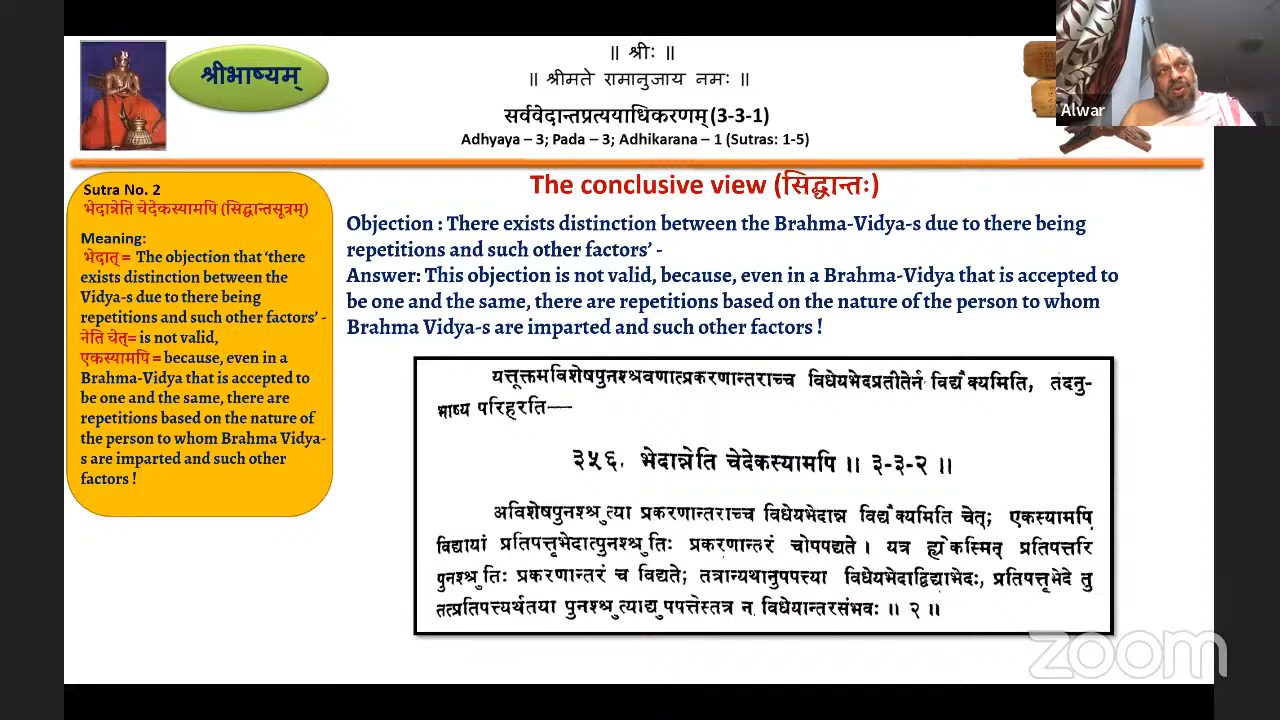 श्रीभाष्यम्
॥ श्रीः ॥
॥ श्रीमते रामानुजाय नमः ॥
सर्ववेदान्तप्रत्ययाधिकरणम् (3-3-1)
Adhyaya – 3; Pada – 3; Adhikarana – 1 (Sutras: 1-5)
Alwar
Sutra No. 2
भेदान्नेति चेदेकस्यामपि (सिद्धान्तसूत्रम्)
Meaning:
भेदात् = The objection that ‘there
exists distinction between the
Vidya-s due to there being
repetitions and such other factors’ -
नेति चेत्= is not valid,
एकस्यामपि = because, even in a
Brahma-Vidya that is accepted to
be one and the same, there are
repetitions based on the nature of
the person to whom Brahma Vidya-
s are imparted and such other
factors !
The conclusive view (सिद्धान्तः)
Objection : There exists distinction between the Brahma-Vidya-s due to there being
repetitions and such other factors’ -
Answer: This objection is not valid, because, even in a Brahma-Vidya that is accepted to
be one and the same, there are repetitions based on the nature of the person to whom
Brahma Vidya-s are imparted and such other factors !
यत्तूक्तमविशेषपुनश्श्रवणात्प्रकरणान्तराच्च विधेयभेदप्रतीतेर्न विद्यैक्यमिति, तदनु-
भाष्य परिहरति—
३५६. भेदान्नेति चेदेकस्यामपि ॥ ३-३-२ ॥
अविशेषपुनश्श्रुत्या प्रकरणान्तराच्च विधेयभेदान्न विद्यैक्यमिति चेत्; एकस्यामपि
विद्यायां प्रतिपत्तृभेदात्पुनश्श्रुतिः प्रकरणान्तरं चोपपद्यते । यत्र ह्येकस्मिन् प्रतिपत्तरि
पुनश्श्रुतिः प्रकरणान्तरं च विद्यते; तत्रान्यथानुपपत्त्या विधेयभेदाद्विद्याभेदः, प्रतिपत्तृभेदे तु
तत्प्रतिपत्त्यर्थतया पुनश्श्रुत्याद्युपपत्तेस्तत्र न विधेयान्तरसंभवः ॥ २ ॥
zoom